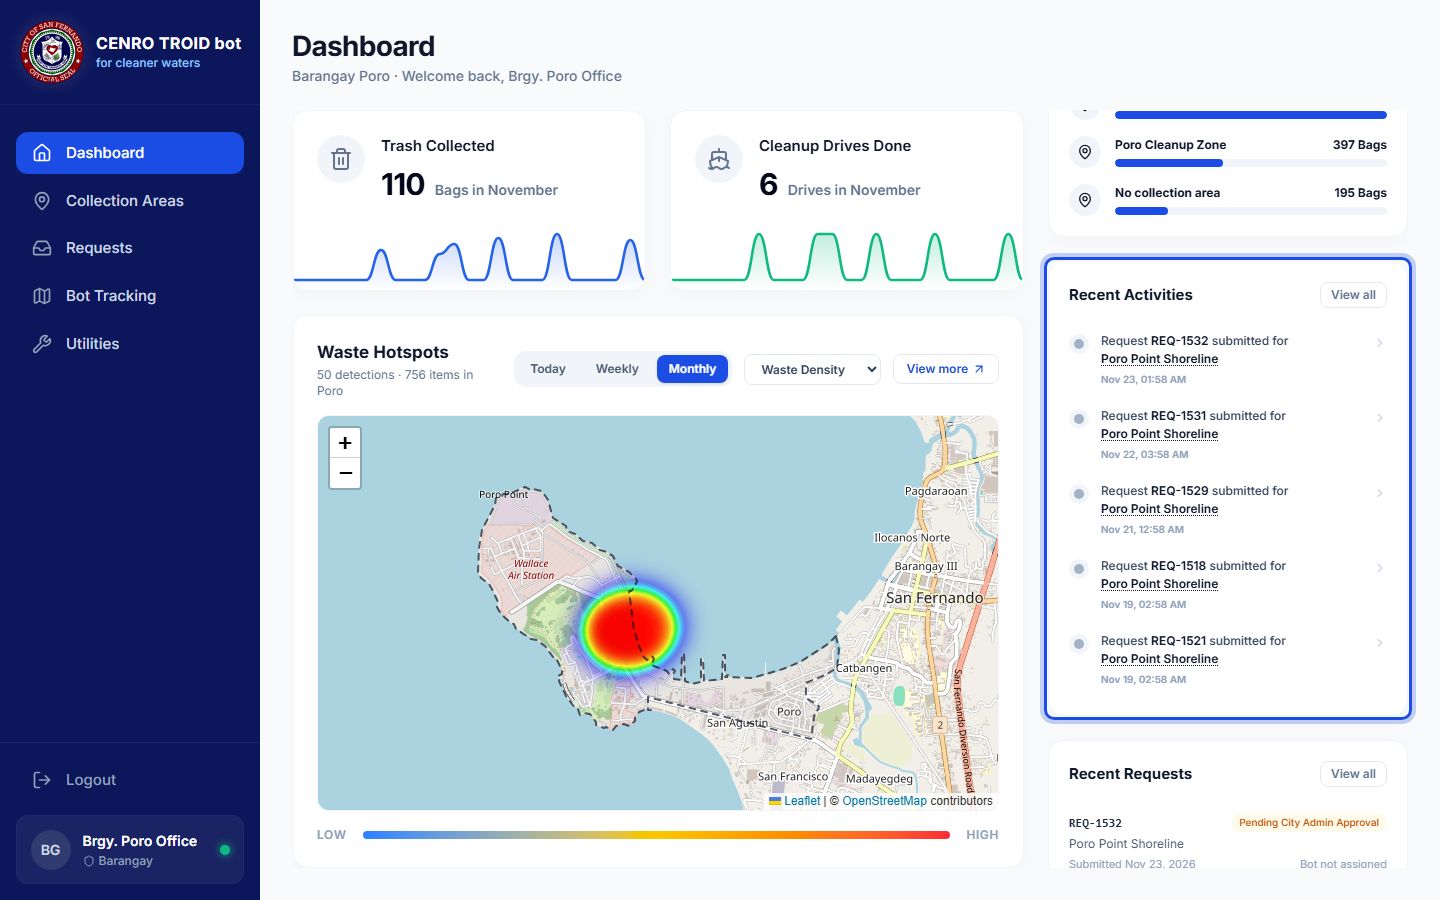 CITY OF SAN FERNANDO
OFFICIAL SEAL
CENRO TROID bot
for cleaner waters
Dashboard
Collection Areas
Requests
Bot Tracking
Utilities
Logout
BG
Brgy. Poro Office
Barangay
Dashboard
Barangay Poro · Welcome back, Brgy. Poro Office
Trash Collected
110 Bags in November
Cleanup Drives Done
6 Drives in November
Waste Hotspots
50 detections · 756 items in
Poro
Today
Weekly
Monthly
Waste Density
View more
+
−
Poro Point
Pagdaraoan
Ilocanos Norte
Wallace
Air Station
Barangay III
San Fernando
Catbangen
Poro
San Agustin
2
San Fernando Diversion Road
San Francisco
Madayegdeg
Leaflet | © OpenStreetMap contributors
LOW
HIGH
Poro Cleanup Zone 397 Bags
No collection area 195 Bags
Recent Activities
View all
Request REQ-1532 submitted for
Poro Point Shoreline
Nov 23, 01:58 AM
Request REQ-1531 submitted for
Poro Point Shoreline
Nov 22, 03:58 AM
Request REQ-1529 submitted for
Poro Point Shoreline
Nov 21, 12:58 AM
Request REQ-1518 submitted for
Poro Point Shoreline
Nov 19, 02:58 AM
Request REQ-1521 submitted for
Poro Point Shoreline
Nov 19, 02:58 AM
Recent Requests
View all
REQ-1532
Pending City Admin Approval
Poro Point Shoreline
Submitted Nov 23, 2026
Bot not assigned